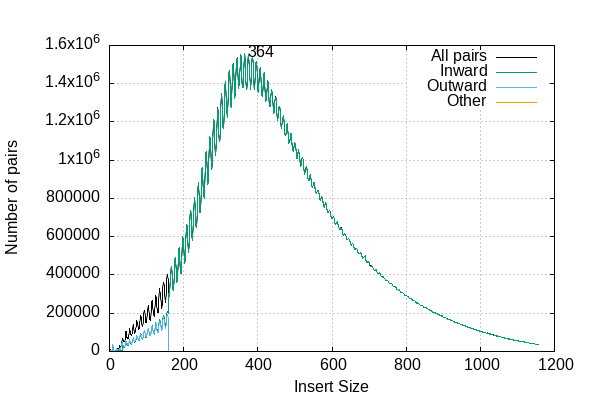 1.6x10^6
1.4x10^6
1.2x10^6
1x10^6
800000
600000
400000
200000
0
0 200 400 600 800 1000 1200
Number of pairs
Insert Size
364
All pairs
Inward
Outward
Other